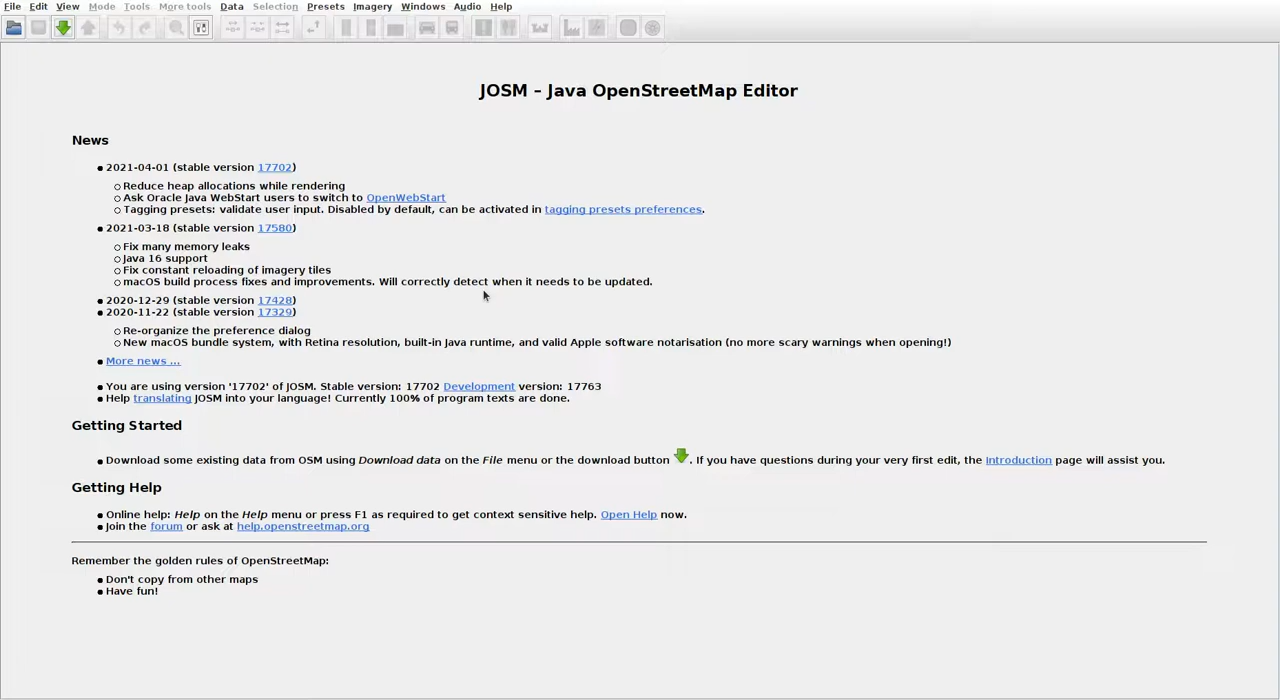 File Edit View Mode Tools More tools Data Selection Presets Imagery Windows Audio Help
JOSM – Java OpenStreetMap Editor
News
2021-04-01 (stable version 17702)
Reduce heap allocations while rendering
Ask Oracle Java WebStart users to switch to OpenWebStart
Tagging presets: validate user input. Disabled by default, can be activated in tagging presets preferences.
2021-03-18 (stable version 17580)
Fix many memory leaks
Java 16 support
Fix constant reloading of imagery tiles
macOS build process fixes and improvements. Will correctly detect when it needs to be updated.
2020-12-29 (stable version 17428)
2020-11-22 (stable version 17329)
Re-organize the preference dialog
New macOS bundle system, with Retina resolution, built-in Java runtime, and valid Apple software notarisation (no more scary warnings when opening!)
More news ...
You are using version '17702' of JOSM. Stable version: 17702 Development version: 17763
Help translating JOSM into your language! Currently 100% of program texts are done.
Getting Started
Download some existing data from OSM using Download data on the File menu or the download button . If you have questions during your very first edit, the Introduction page will assist you.
Getting Help
Online help: Help on the Help menu or press F1 as required to get context sensitive help. Open Help now.
Join the forum or ask at help.openstreetmap.org
Remember the golden rules of OpenStreetMap:
Don't copy from other maps
Have fun!